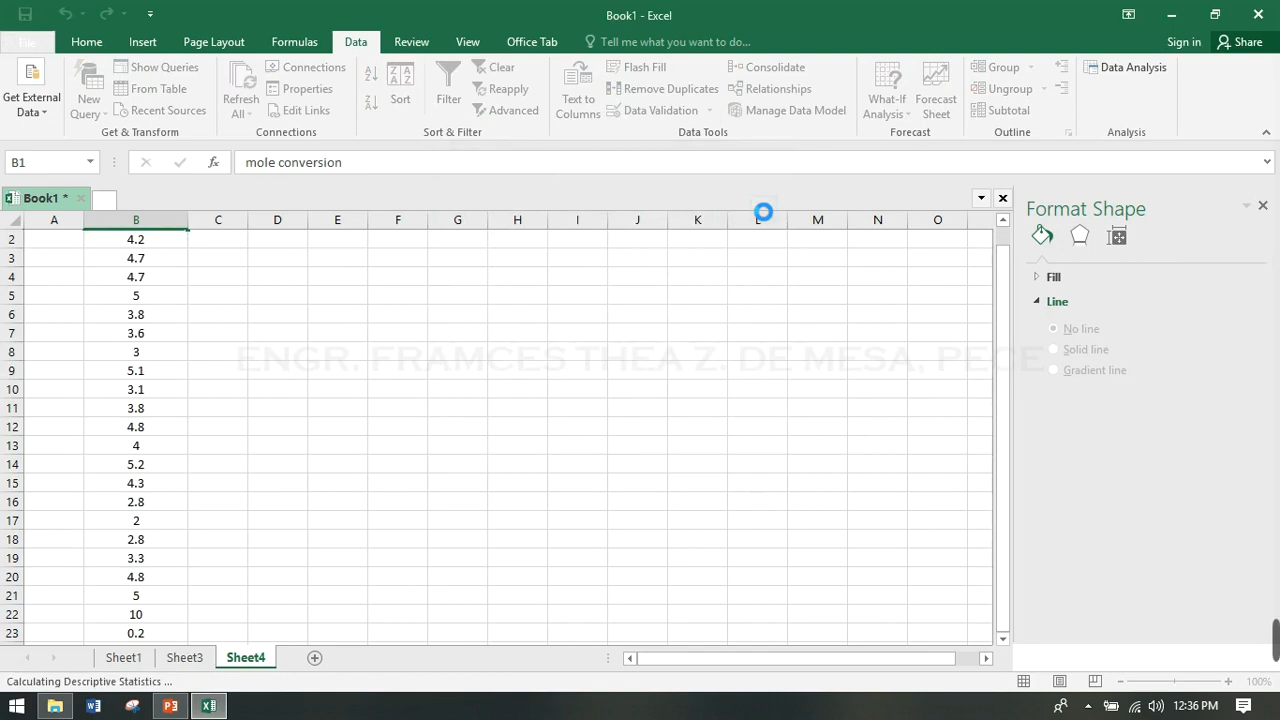 Book1 - Excel
File Home Insert Page Layout Formulas Data Review View Office Tab Tell me what you want to do... Sign in Share
Get External Data
New Query
Show Queries
From Table
Recent Sources
Get & Transform
Refresh All
Connections
Properties
Edit Links
Connections
Sort
Filter
Clear
Reapply
Advanced
Sort & Filter
Text to Columns
Flash Fill
Remove Duplicates
Data Validation
Consolidate
Relationships
Manage Data Model
Data Tools
What-If Analysis
Forecast Sheet
Forecast
Group
Ungroup
Subtotal
Outline
Data Analysis
Analysis
B1 fx mole conversion
Book1 *
A B C D E F G H I J K L M N O
2 4.2
3 4.7
4 4.7
5 5
6 3.8
7 3.6
8 3
9 5.1
10 3.1
11 3.8
12 4.8
13 4
14 5.2
15 4.3
16 2.8
17 2
18 2.8
19 3.3
20 4.8
21 5
22 10
23 0.2
ENGR. FRAMCES THEA Z. DE MESA, PECE
Format Shape
Fill
Line
No line
Solid line
Gradient line
Sheet1 Sheet3 Sheet4
Calculating Descriptive Statistics ...
100%
12:36 PM